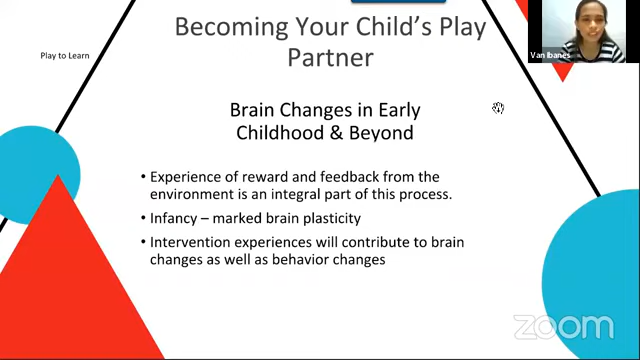 Becoming Your Child's Play
Partner
Play to Learn
Van Ibanes
Brain Changes in Early
Childhood & Beyond
• Experience of reward and feedback from the
environment is an integral part of this process.
• Infancy – marked brain plasticity
• Intervention experiences will contribute to brain
changes as well as behavior changes
zoom